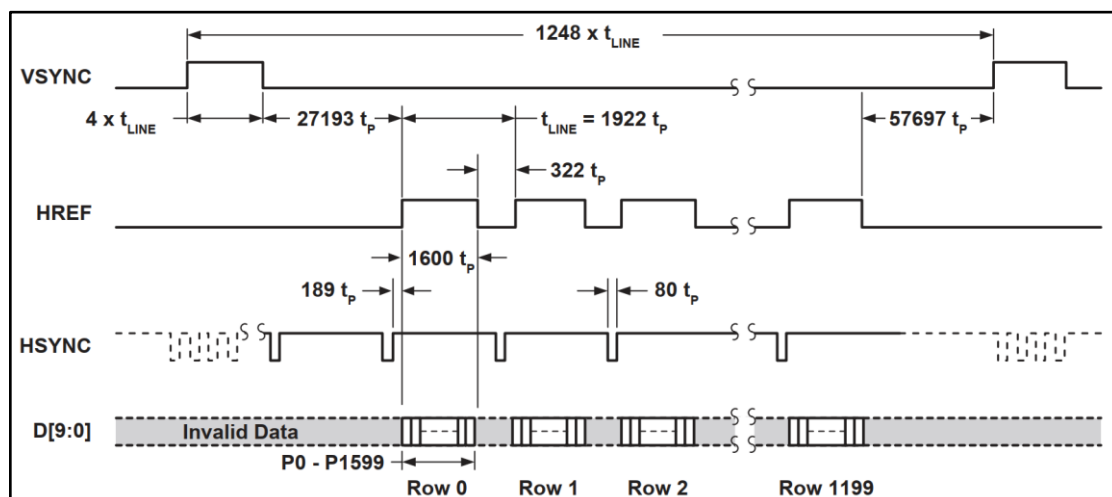 1248 x tLINE
VSYNC
4 x tLINE
27193 tP
tLINE = 1922 tP
57697 tP
322 tP
HREF
1600 tP
189 tP
80 tP
HSYNC
D[9:0]
Invalid Data
P0 - P1599
Row 0
Row 1
Row 2
Row 1199